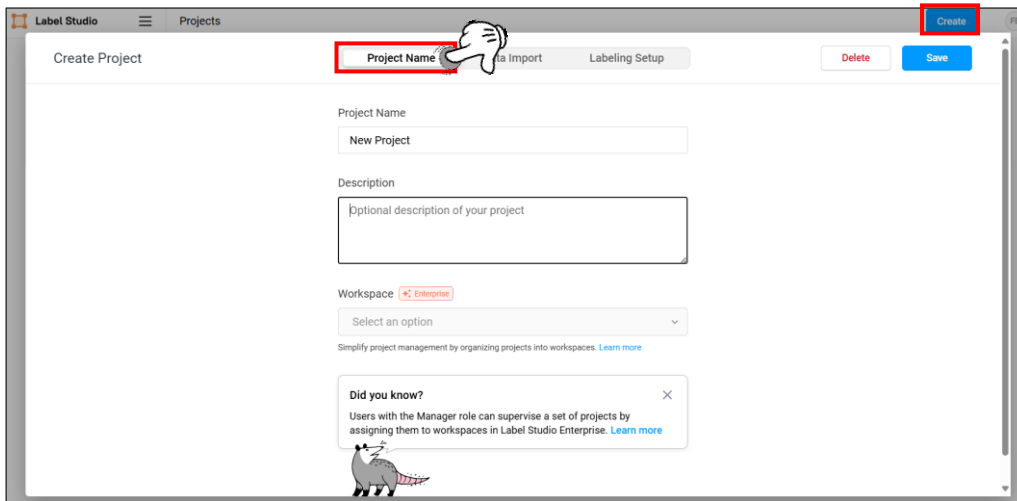 Label Studio
Projects
Create
Create Project
Project Name
ta Import
Labeling Setup
Delete
Save
Project Name
New Project
Description
Optional description of your project
Workspace
Enterprise
Select an option
Simplify project management by organizing projects into workspaces. Learn more
Did you know?
Users with the Manager role can supervise a set of projects by
assigning them to workspaces in Label Studio Enterprise. Learn more